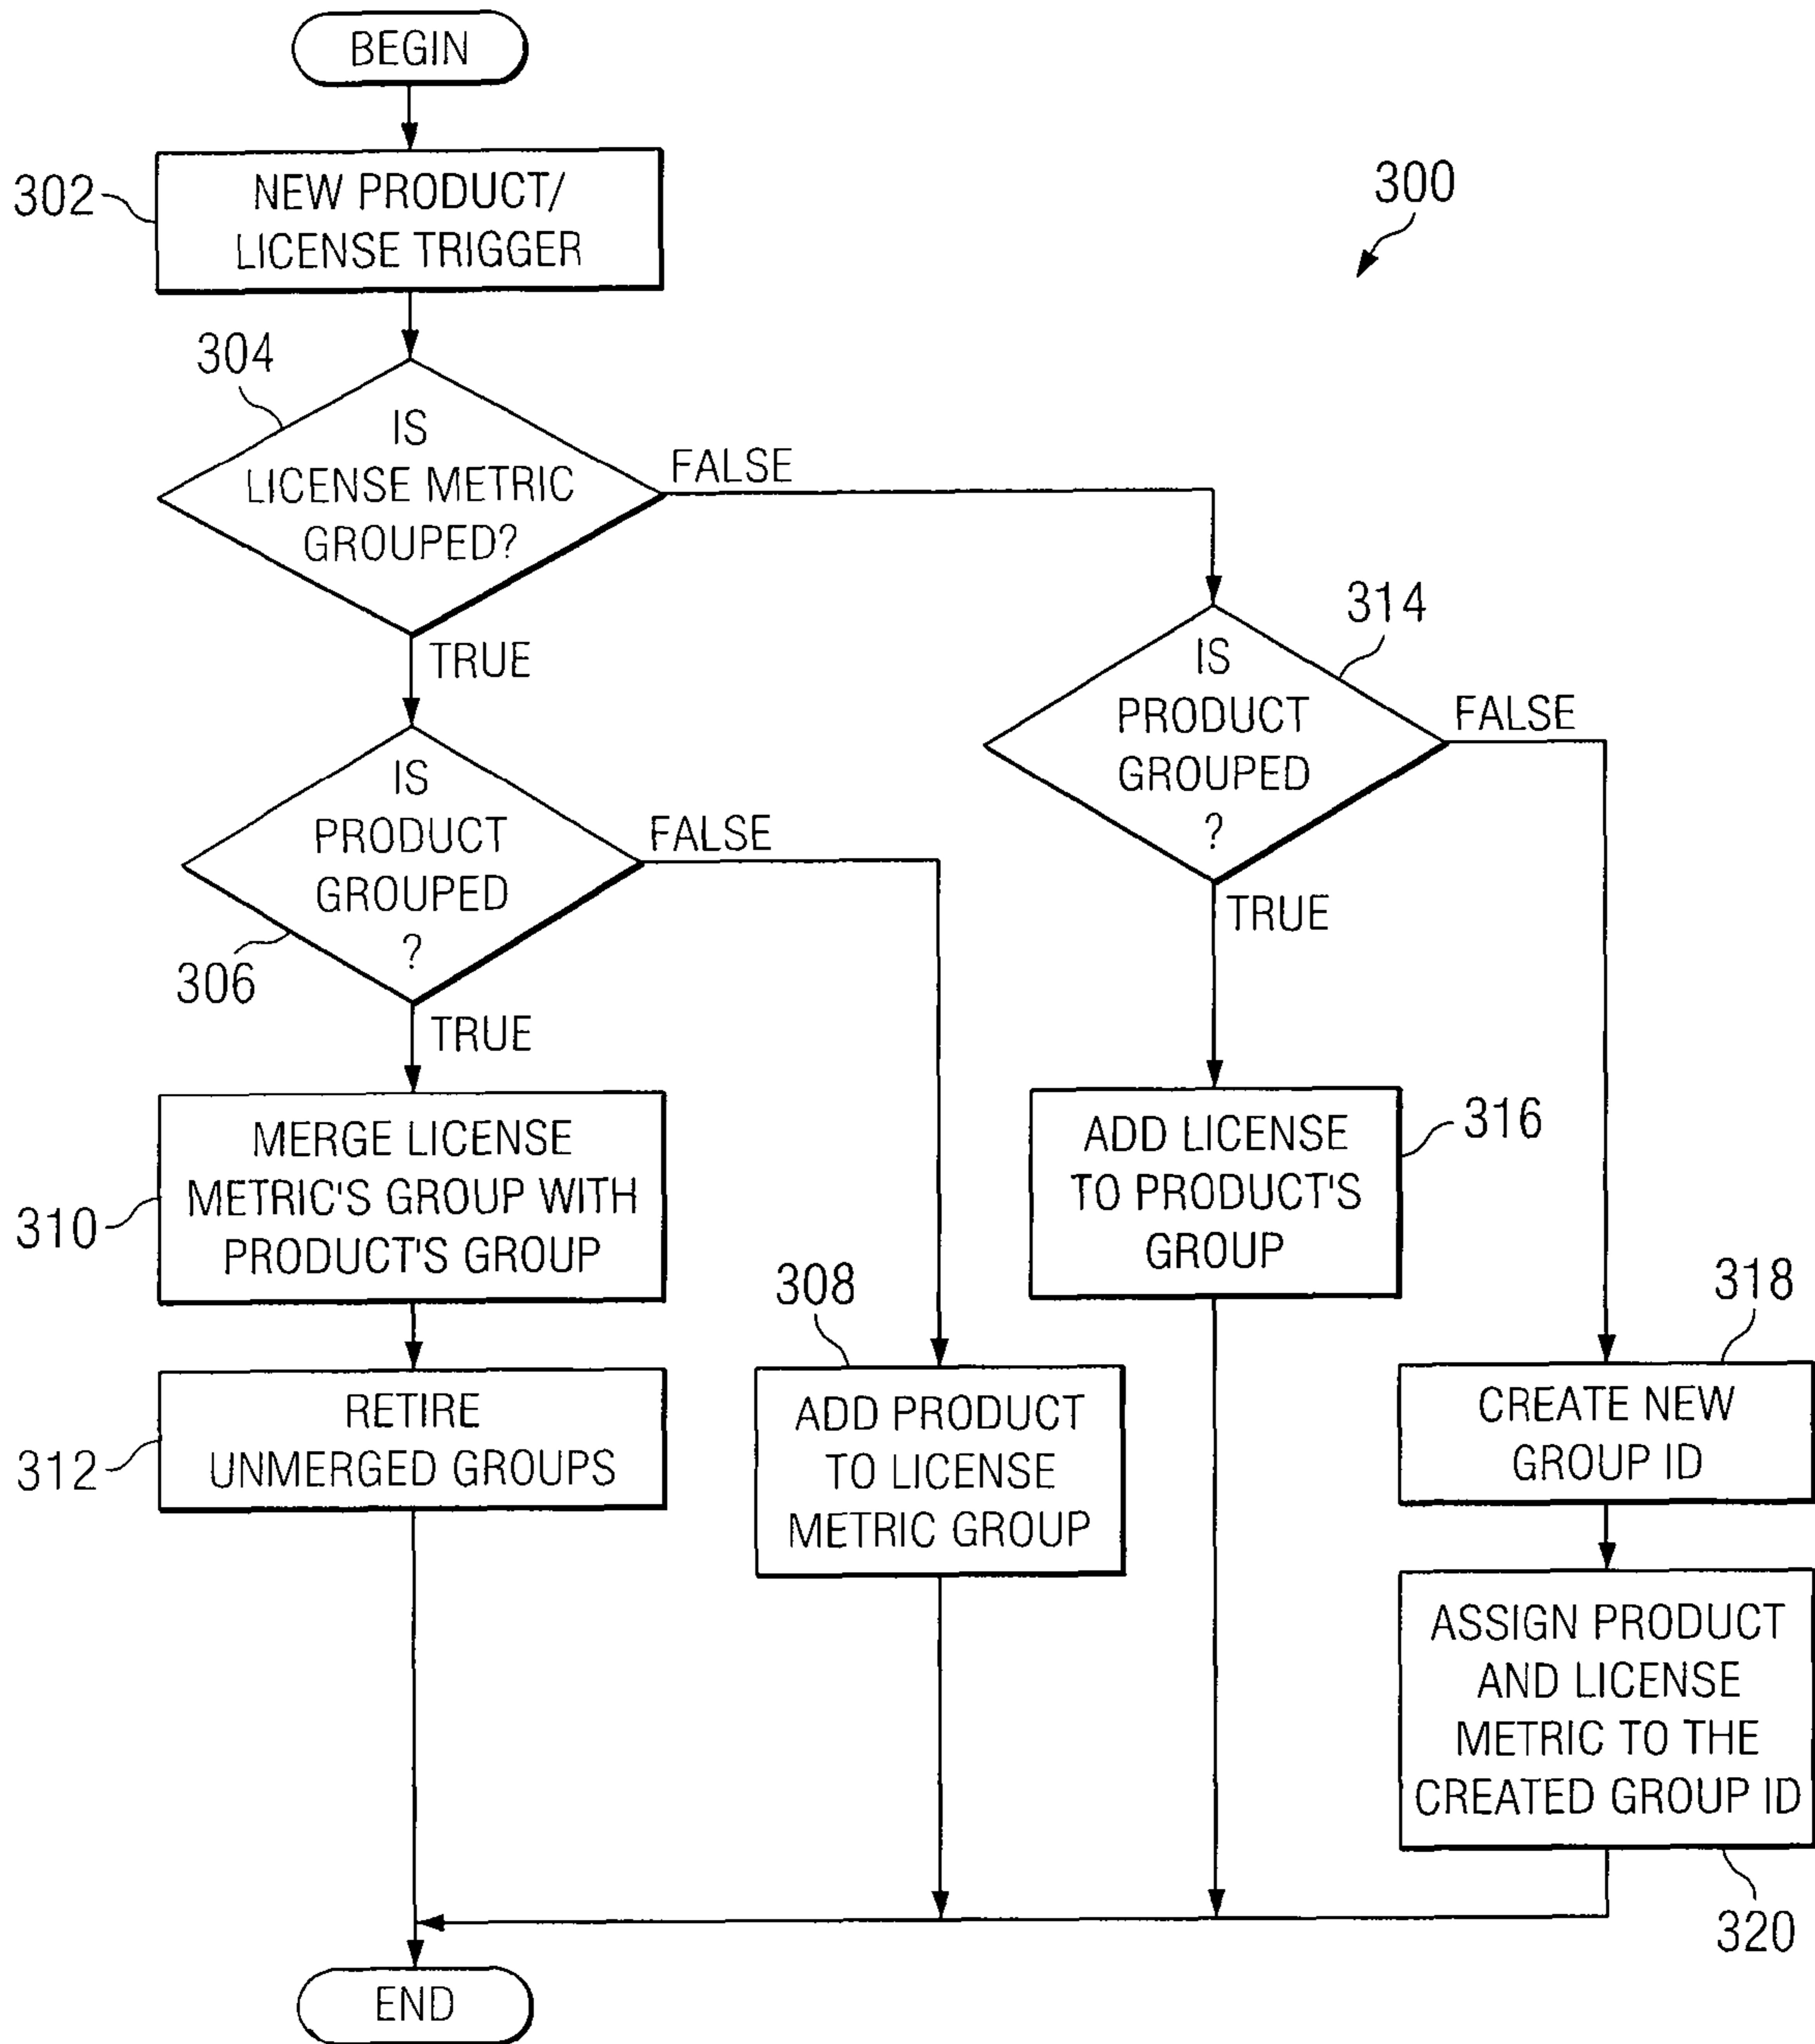 BEGIN
302
NEW PRODUCT/
LICENSE TRIGGER
300
304
IS
LICENSE METRIC
GROUPED?
FALSE
TRUE
314
IS
PRODUCT
GROUPED
?
FALSE
TRUE
IS
PRODUCT
GROUPED
?
306
FALSE
TRUE
310
MERGE LICENSE
METRIC'S GROUP WITH
PRODUCT'S GROUP
316
ADD LICENSE
TO PRODUCT'S
GROUP
308
ADD PRODUCT
TO LICENSE
METRIC GROUP
312
RETIRE
UNMERGED GROUPS
318
CREATE NEW
GROUP ID
ASSIGN PRODUCT
AND LICENSE
METRIC TO THE
CREATED GROUP ID
320
END